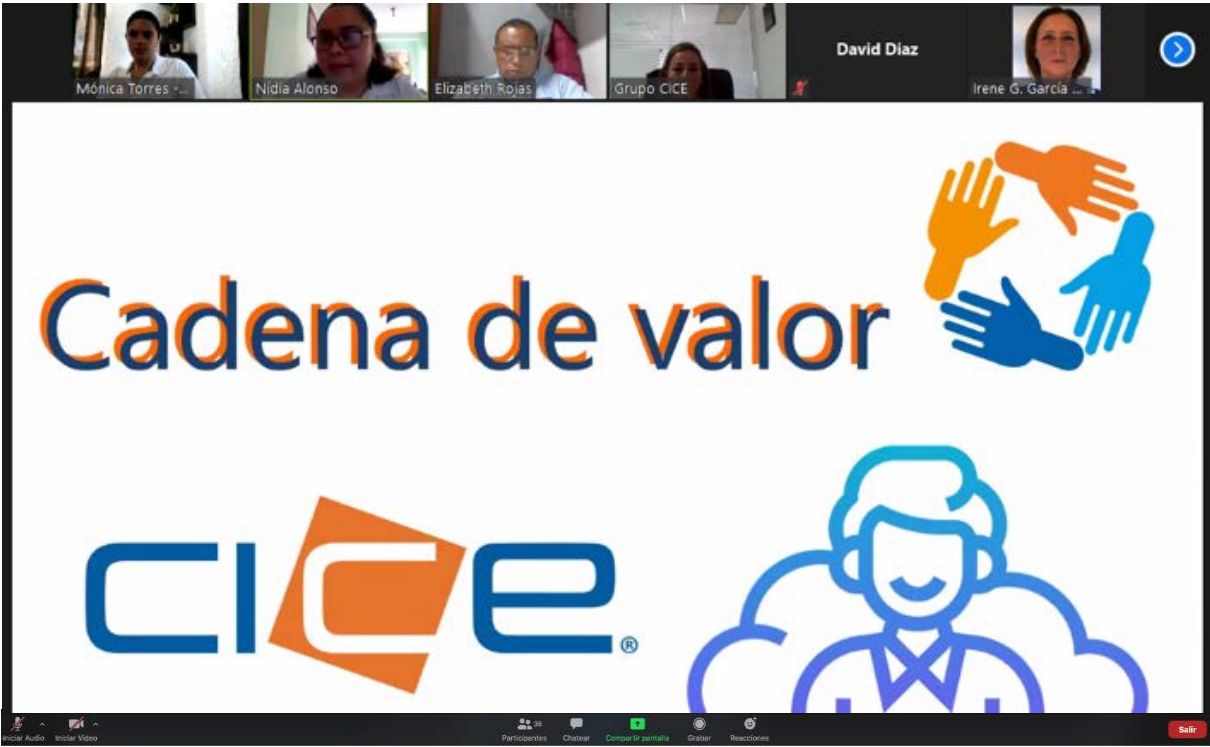 Mónica Torres -...
Nidia Alonso
Elizabeth Rojas
Grupo CICE
David Diaz
Irene G. García ...
Cadena de valor
CICE®
Iniciar Audio
Iniciar Video
36
Participantes
Chatear
Compartir pantalla
Grabar
Reacciones
Salir